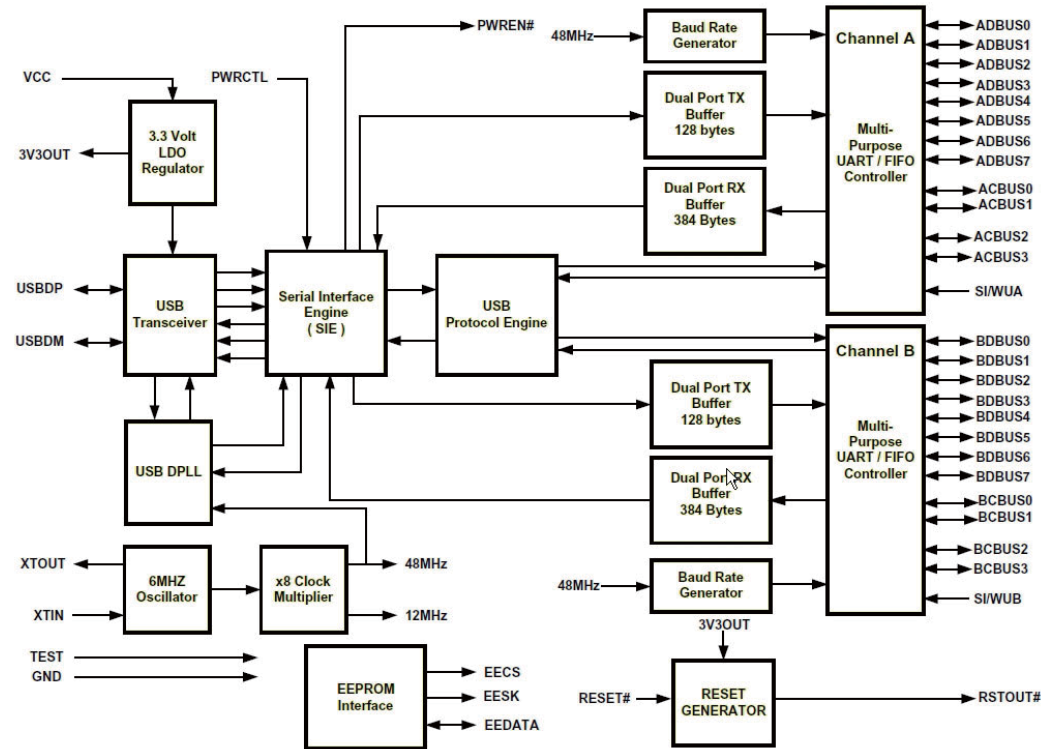 PWREN#
48MHz
Baud Rate
Generator
Channel A
ADBUS0
ADBUS1
ADBUS2
ADBUS3
ADBUS4
ADBUS5
ADBUS6
ADBUS7
VCC
PWRCTL
3.3 Volt
LDO
Regulator
3V3OUT
Dual Port TX
Buffer
128 bytes
Multi-
Purpose
UART / FIFO
Controller
Dual Port RX
Buffer
384 Bytes
ACBUS0
ACBUS1
ACBUS2
ACBUS3
SI/WUA
USBDP
USBDM
USB
Transceiver
Serial Interface
Engine
( SIE )
USB
Protocol Engine
Channel B
BDBUS0
BDBUS1
BDBUS2
BDBUS3
BDBUS4
BDBUS5
BDBUS6
BDBUS7
Dual Port TX
Buffer
128 bytes
Multi-
Purpose
UART / FIFO
Controller
USB DPLL
Dual Port RX
Buffer
384 Bytes
BCBUS0
BCBUS1
BCBUS2
BCBUS3
SI/WUB
XTOUT
XTIN
6MHZ
Oscillator
x8 Clock
Multiplier
48MHz
12MHz
48MHz
Baud Rate
Generator
TEST
GND
EEPROM
Interface
EECS
EESK
EEDATA
3V3OUT
RESET#
RESET
GENERATOR
RSTOUT#